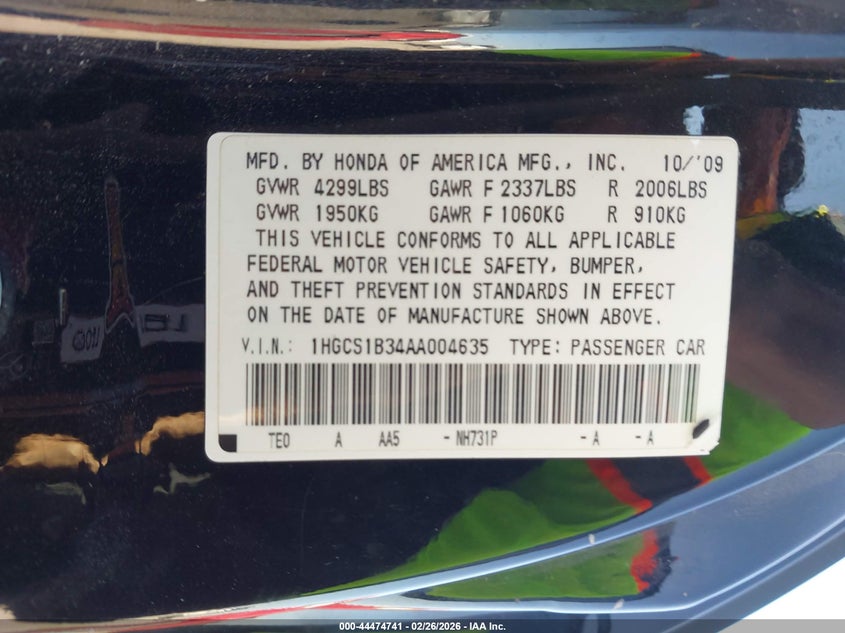 MFD. BY HONDA OF AMERICA MFG., INC. 10/'09
GVWR 4299LBS GAWR F 2337LBS R 2006LBS
GVWR 1950KG GAWR F 1060KG R 910KG
THIS VEHICLE CONFORMS TO ALL APPLICABLE
FEDERAL MOTOR VEHICLE SAFETY, BUMPER,
AND THEFT PREVENTION STANDARDS IN EFFECT
ON THE DATE OF MANUFACTURE SHOWN ABOVE.
V.I.N.: 1HGCS1B34AA004635 TYPE: PASSENGER CAR
TE0 A AA5 - NH731P - A - A
000-44474741 - 02/26/2026 - IAA Inc.